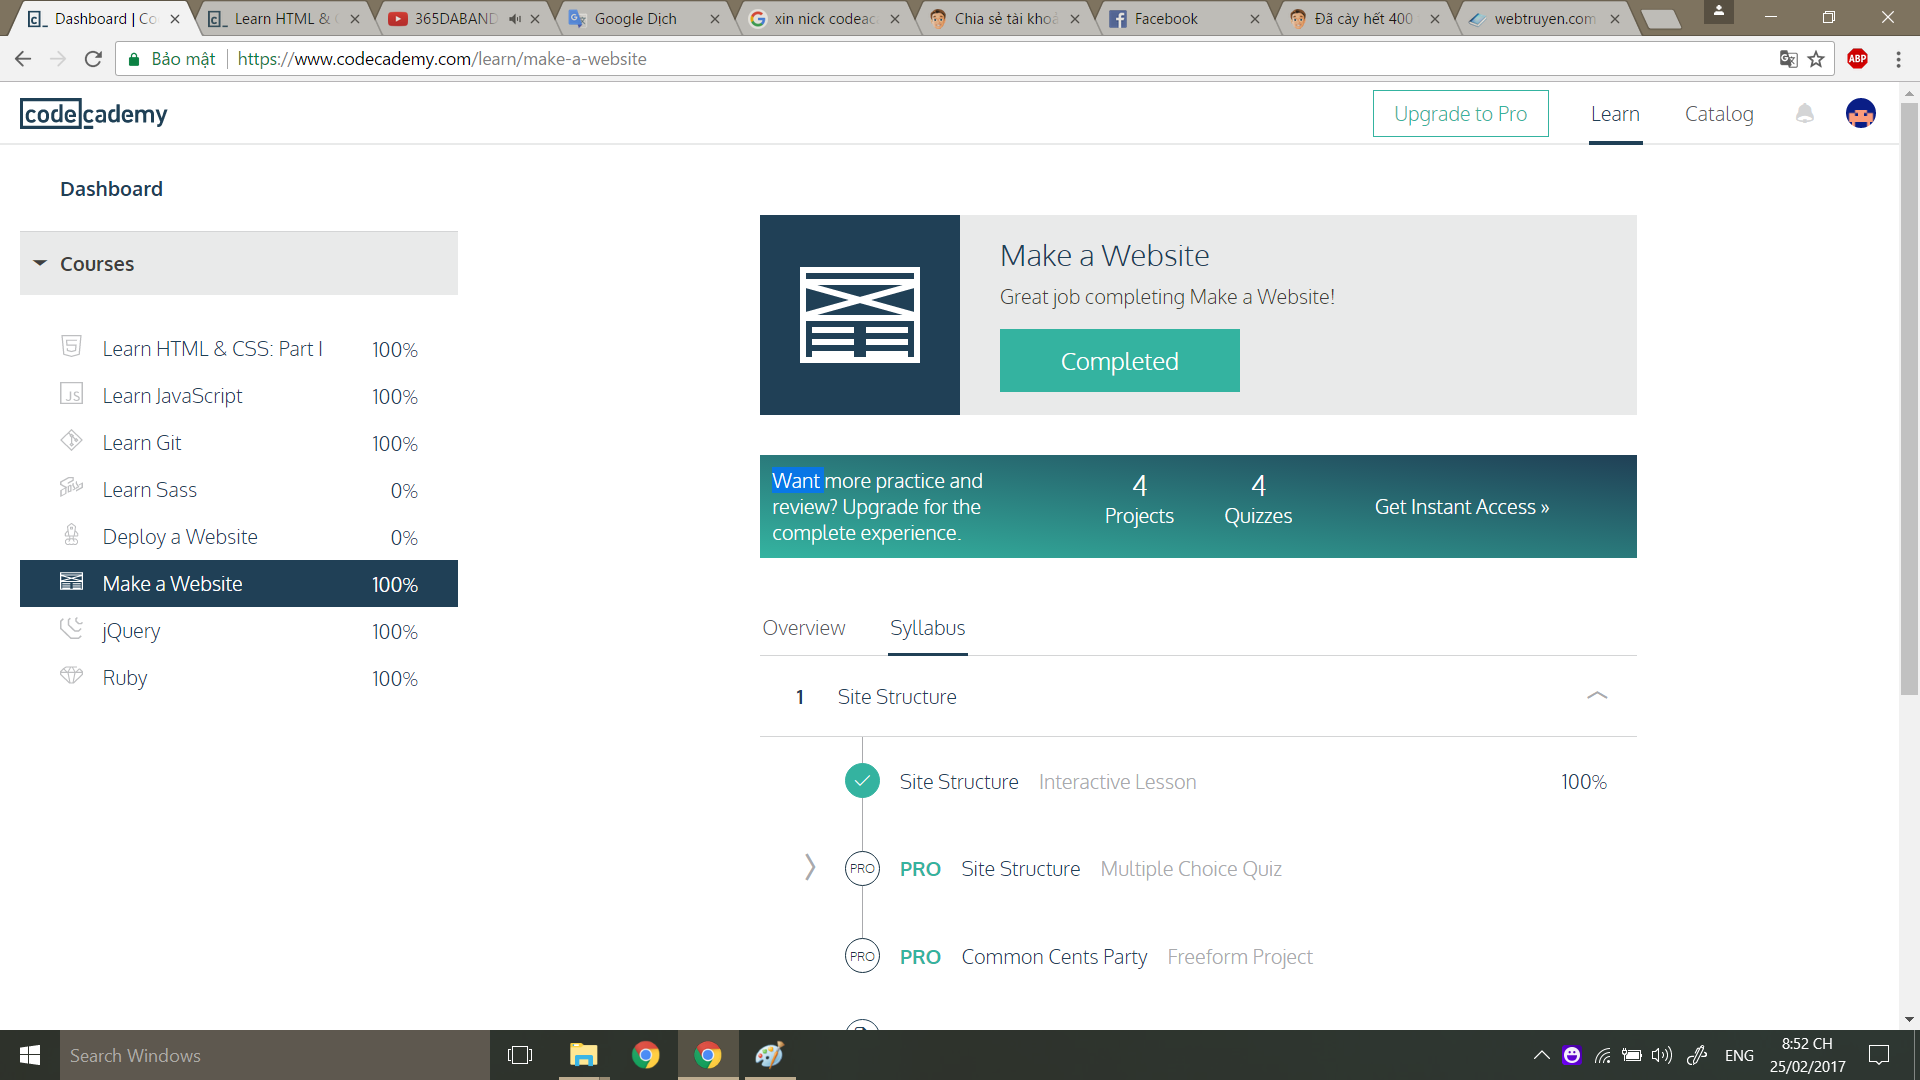 Dashboard | Co
Learn HTML &
365DABAND
Google Dịch
xin nick codeac
Chia sẻ tài khoả
Facebook
Đã cày hết 400
webtruyen.com
Bảo mật
https://www.codecademy.com/learn/make-a-website
ABP
codecademy
Upgrade to Pro
Learn
Catalog
Dashboard
Courses
Learn HTML & CSS: Part I 100%
Learn JavaScript 100%
Learn Git 100%
Learn Sass 0%
Deploy a Website 0%
Make a Website 100%
jQuery 100%
Ruby 100%
JS
Make a Website
Great job completing Make a Website!
Completed
Want more practice and
review? Upgrade for the
complete experience.
4
Projects
4
Quizzes
Get Instant Access »
Overview
Syllabus
1 Site Structure
Site Structure Interactive Lesson 100%
PRO PRO Site Structure Multiple Choice Quiz
PRO PRO Common Cents Party Freeform Project
Search Windows
ENG
8:52 CH
25/02/2017